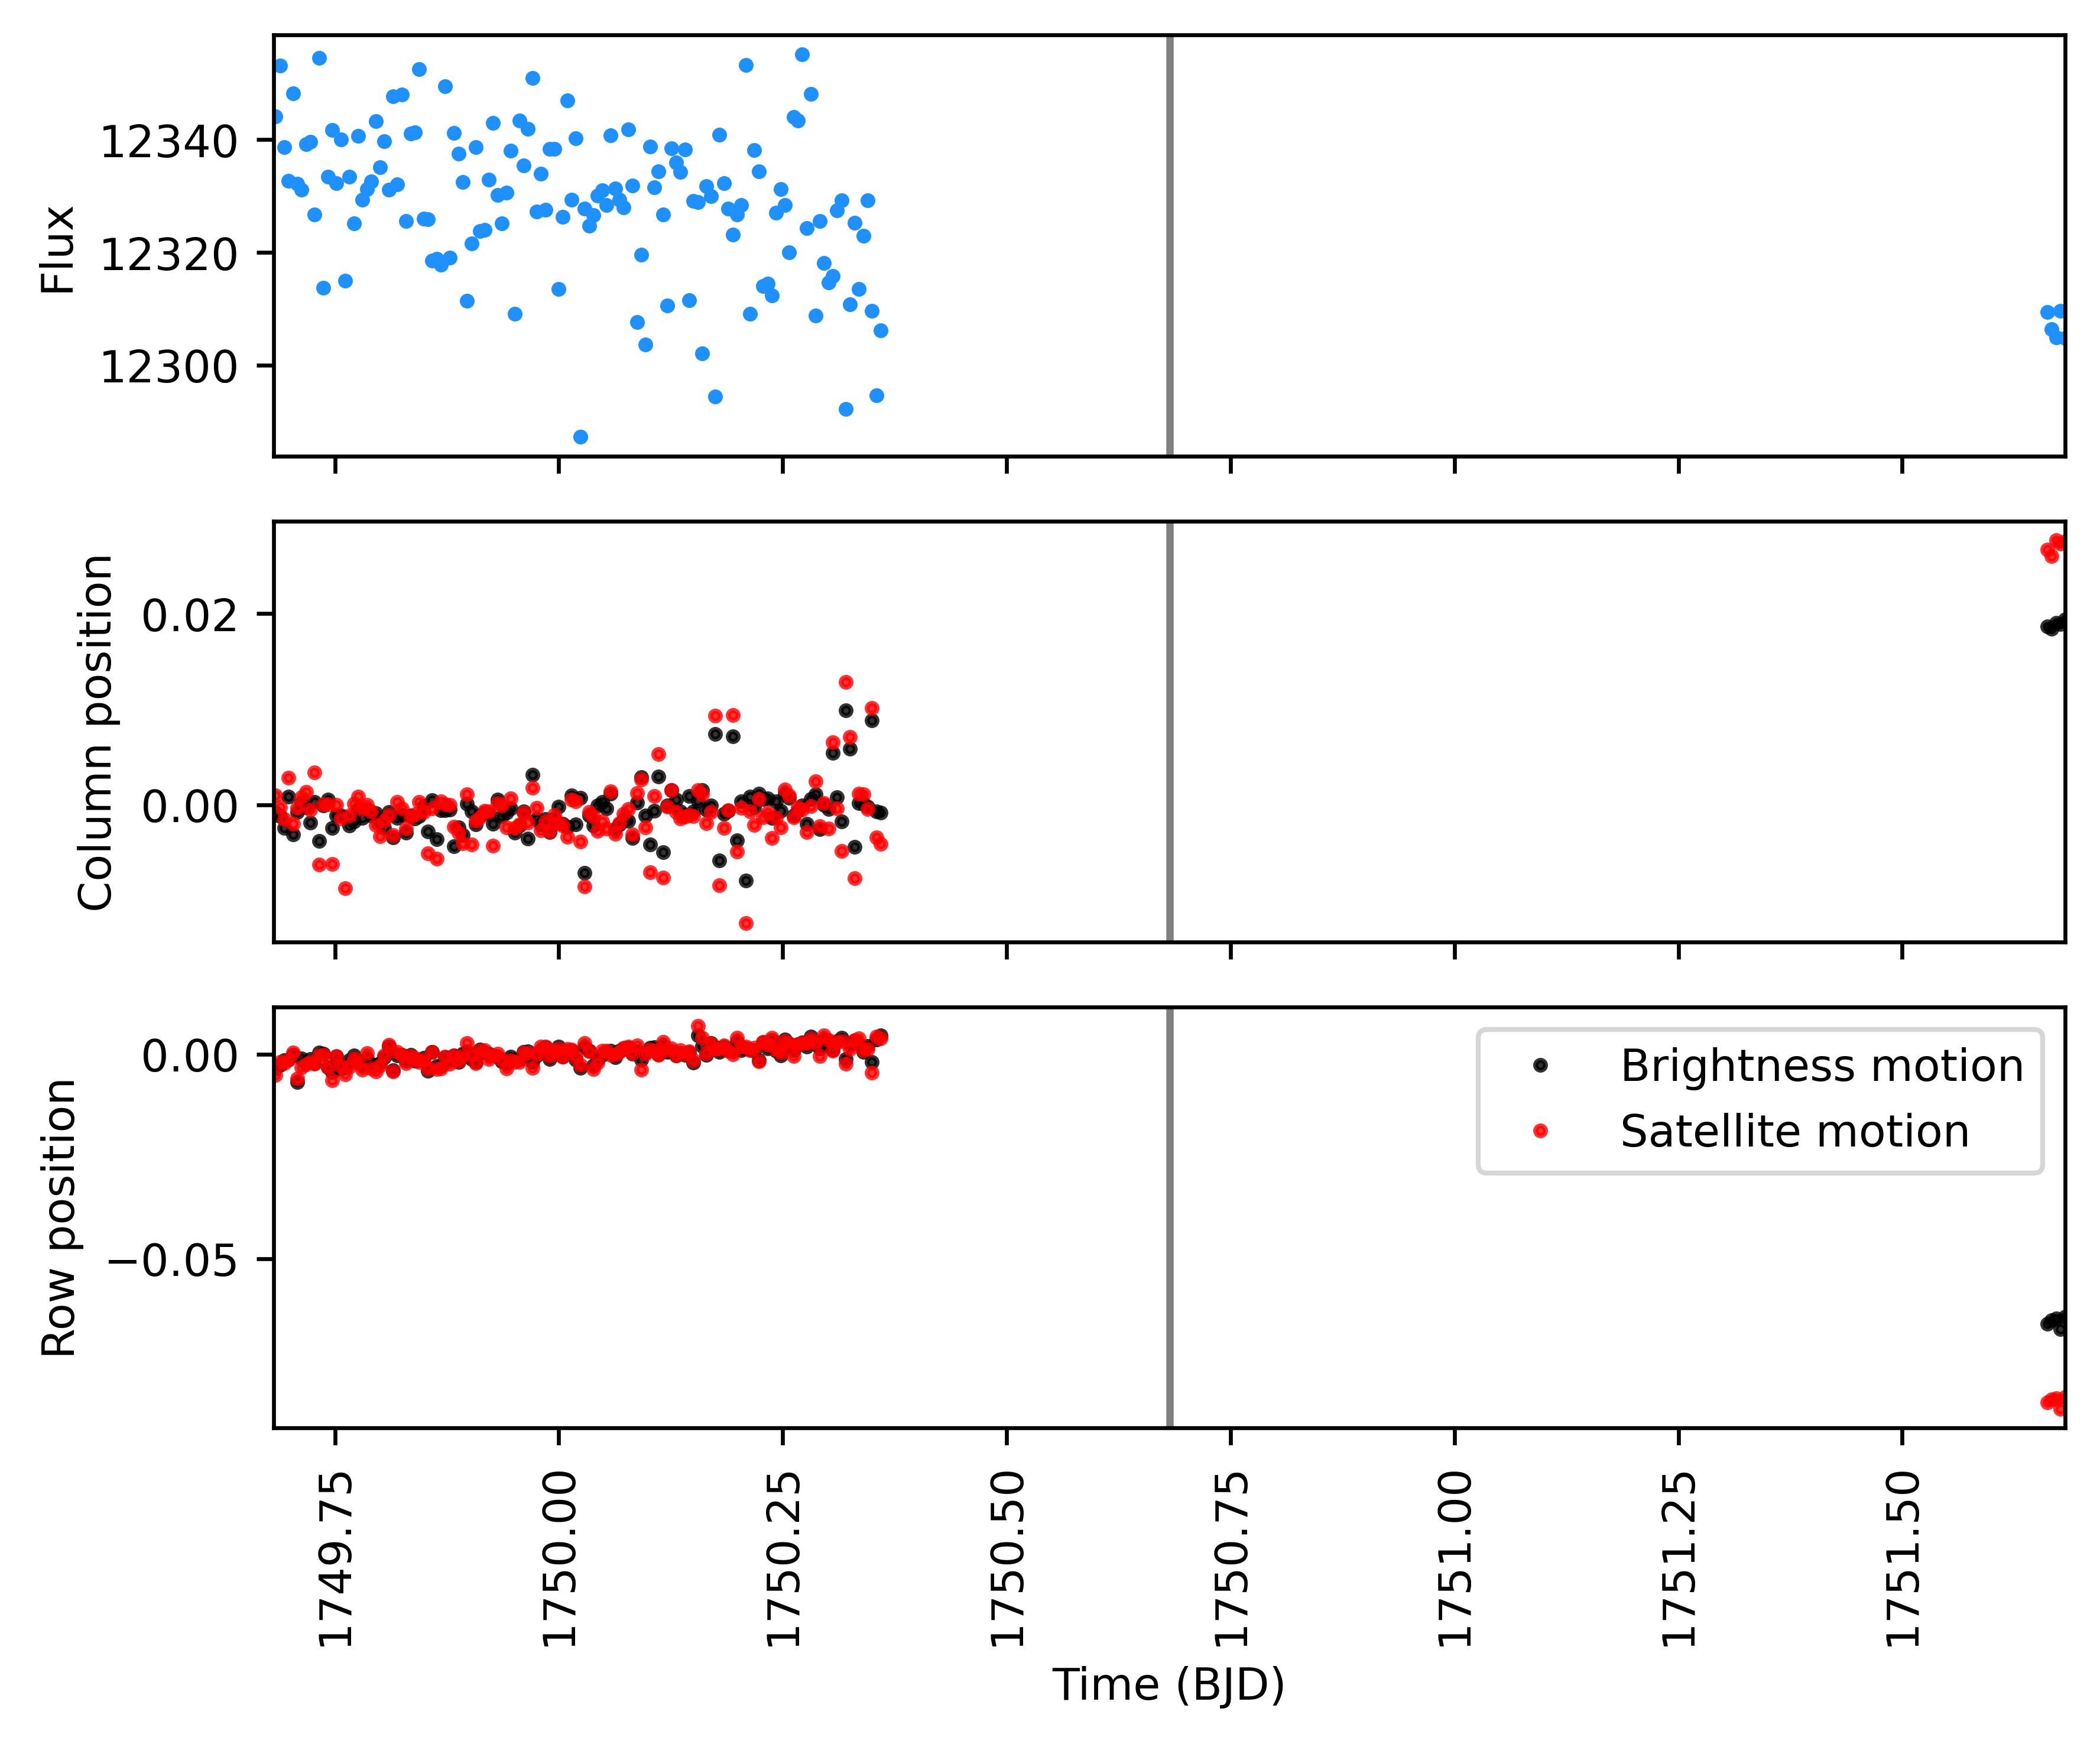 Flux
12340
12320
12300
Column position
0.02
0.00
Row position
0.00
−0.05
Brightness motion
Satellite motion
1749.75
1750.00
1750.25
1750.50
1750.75
1751.00
1751.25
1751.50
Time (BJD)